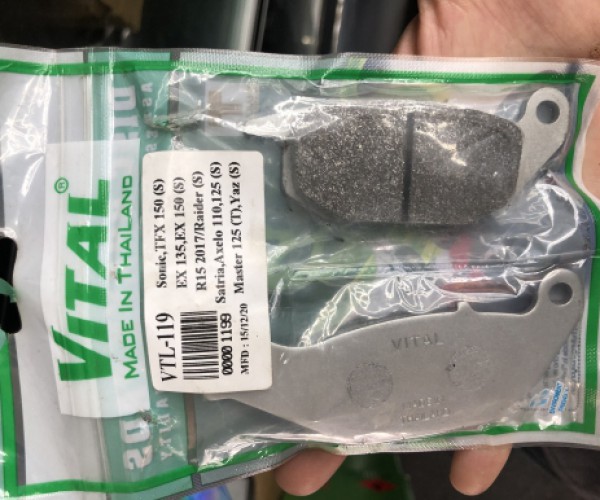 VITAL®
MADE IN THAILAND
VTL-119
Sonic,TFX 150 (S)
EX 135,EX 150 (S)
R15 2017/Raider (S)
Satria,Axelo 110,125 (S)
Master 125 (T),Yaz (S)
00000 1199
MFD : 15/12/20
VITAL